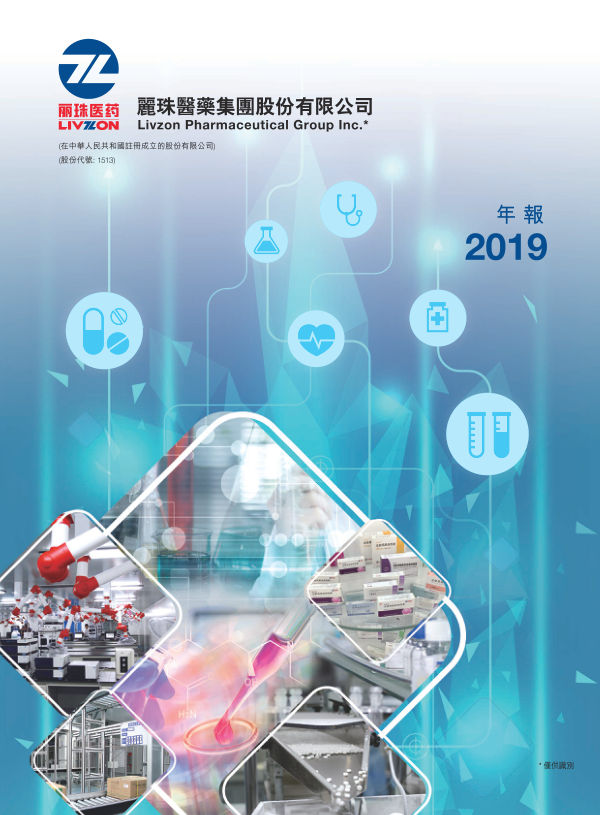 丽珠医药
LIVZON
麗珠醫藥集團股份有限公司
Livzon Pharmaceutical Group Inc.*
(在中華人民共和國註冊成立的股份有限公司)
(股份代號: 1513)
年報
2019
H₂N
* 僅供識別